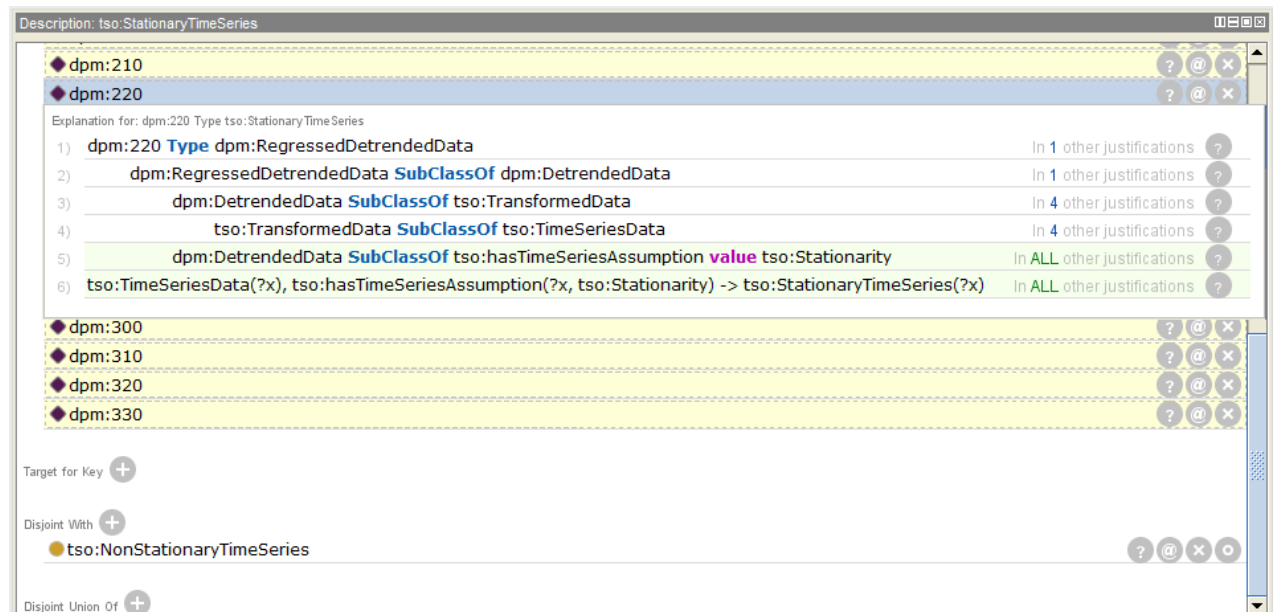 Description: tso:StationaryTimeSeries
dpm:210
dpm:220
Explanation for: dpm:220 Type tso:StationaryTimeSeries
1) dpm:220 Type dpm:RegressedDetrendedData In 1 other justifications ?
2) dpm:RegressedDetrendedData SubClassOf dpm:DetrendedData In 1 other justifications ?
3) dpm:DetrendedData SubClassOf tso:TransformedData In 4 other justifications ?
4) tso:TransformedData SubClassOf tso:TimeSeriesData In 4 other justifications ?
5) dpm:DetrendedData SubClassOf tso:hasTimeSeriesAssumption value tso:Stationarity In ALL other justifications ?
6) tso:TimeSeriesData(?x), tso:hasTimeSeriesAssumption(?x, tso:Stationarity) -> tso:StationaryTimeSeries(?x) In ALL other justifications ?
dpm:300
dpm:310
dpm:320
dpm:330
Target for Key
Disjoint With
tso:NonStationaryTimeSeries
Disjoint Union Of